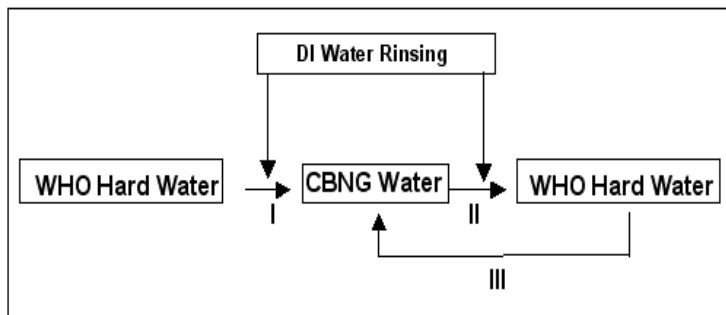 DI Water Rinsing
WHO Hard Water
CBNG Water
WHO Hard Water
I
II
III